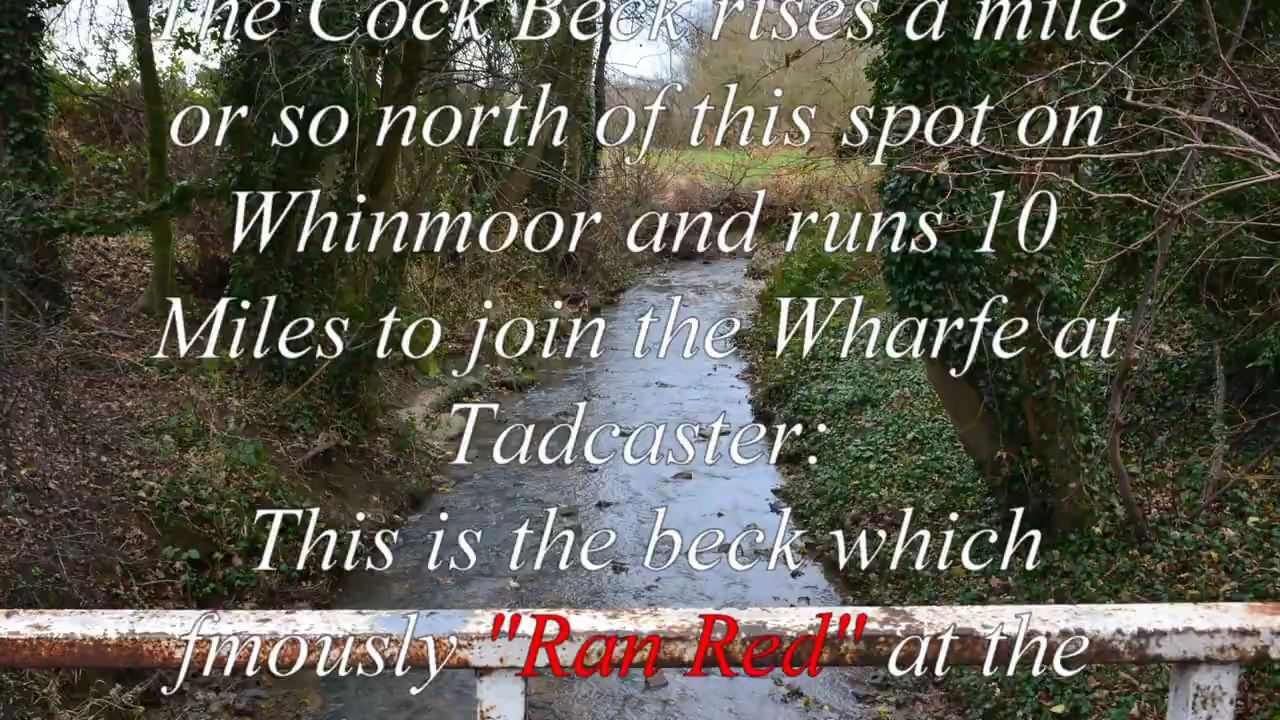 The Cock Beck rises a mile
or so north of this spot on
Whinmoor and runs 10
Miles to join the Wharfe at
Tadcaster:
This is the beck which
fmously "Ran Red" at the